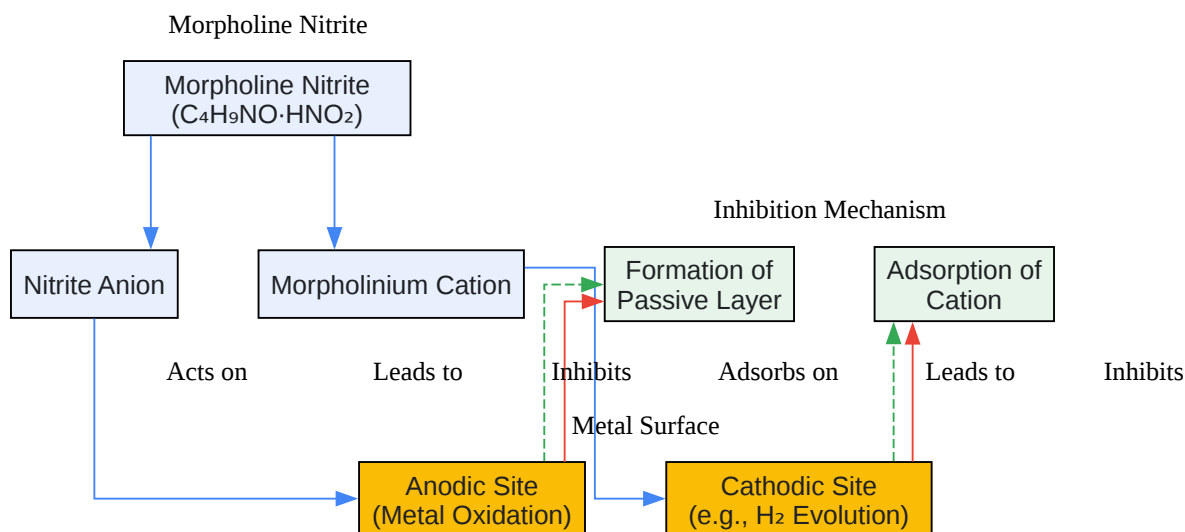 Morpholine Nitrite
Morpholine Nitrite
(C₄H₉NO·HNO₂)
Inhibition Mechanism
Nitrite Anion
Morpholinium Cation
Formation of
Passive Layer
Adsorption of
Cation
Acts on
Leads to
Inhibits
Adsorbs on
Leads to
Inhibits
Metal Surface
Anodic Site
(Metal Oxidation)
Cathodic Site
(e.g., H₂ Evolution)